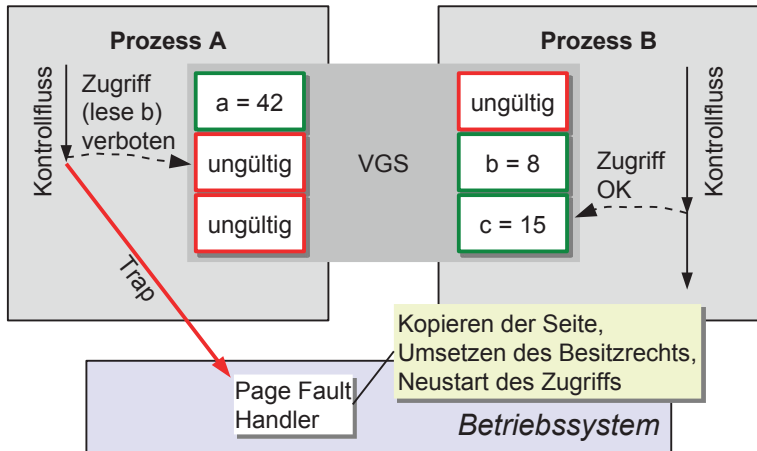 Prozess A
Prozess B
Kontrollfluss
Zugriff
(lese b)
verboten
a = 42
ungültig
ungültig
VGS
ungültig
b = 8
c = 15
Zugriff
OK
Kontrollfluss
Trap
Kopieren der Seite,
Umsetzen des Besitzrechts,
Neustart des Zugriffs
Page Fault
Handler
Betriebssystem